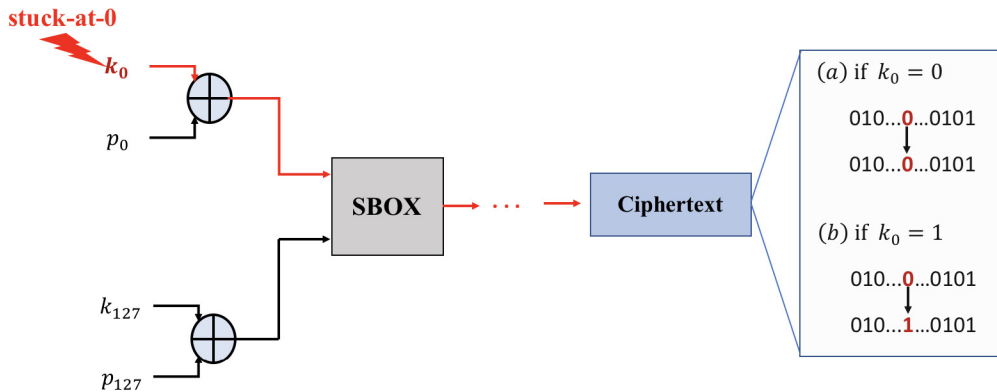 stuck-at-0
k₀
p₀
SBOX
...
Ciphertext
k₁₂₇
p₁₂₇
(a) if k₀ = 0
010...0...0101
010...0...0101
(b) if k₀ = 1
010...0...0101
010...1...0101